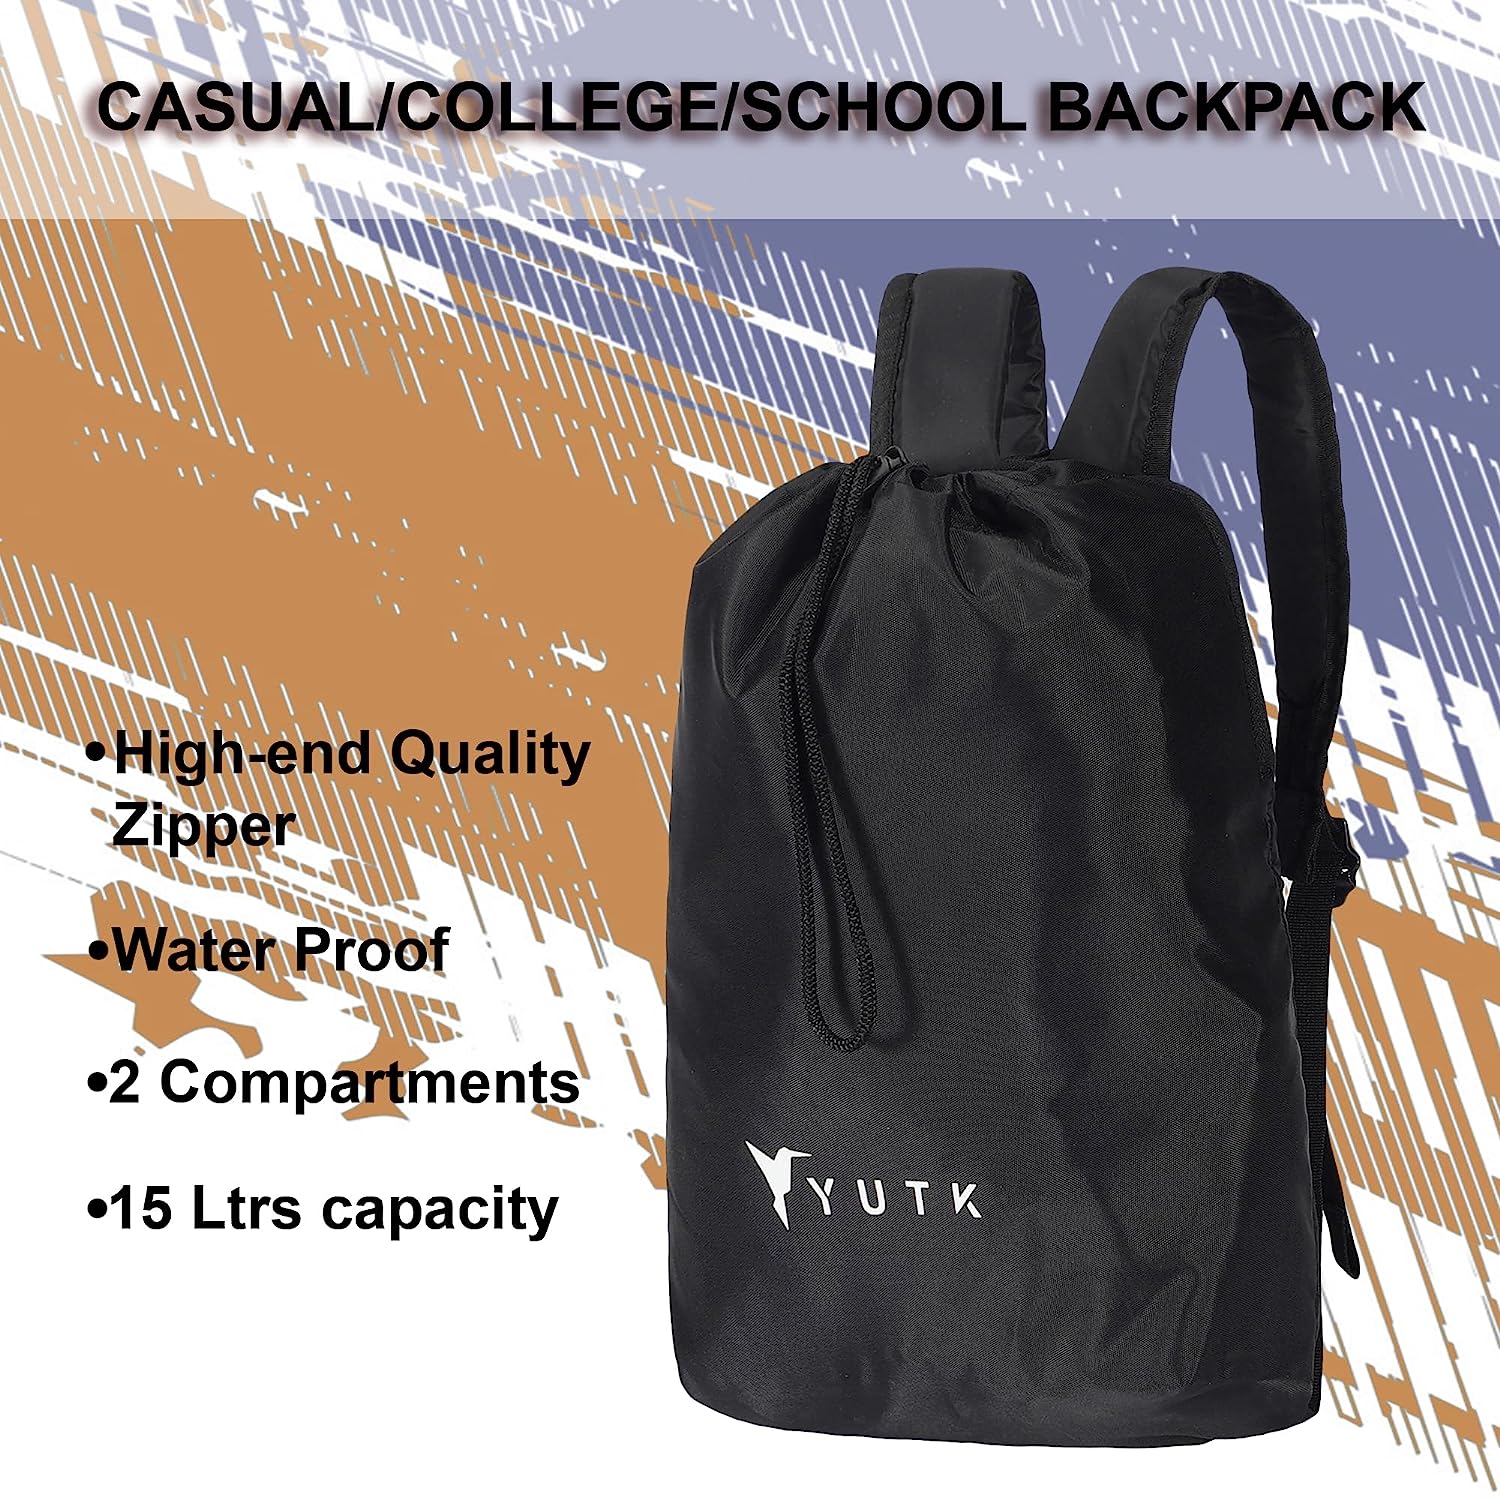 CASUAL/COLLEGE/SCHOOL BACKPACK
•High-end Quality
Zipper
•Water Proof
•2 Compartments
•15 Ltrs capacity
YUTK